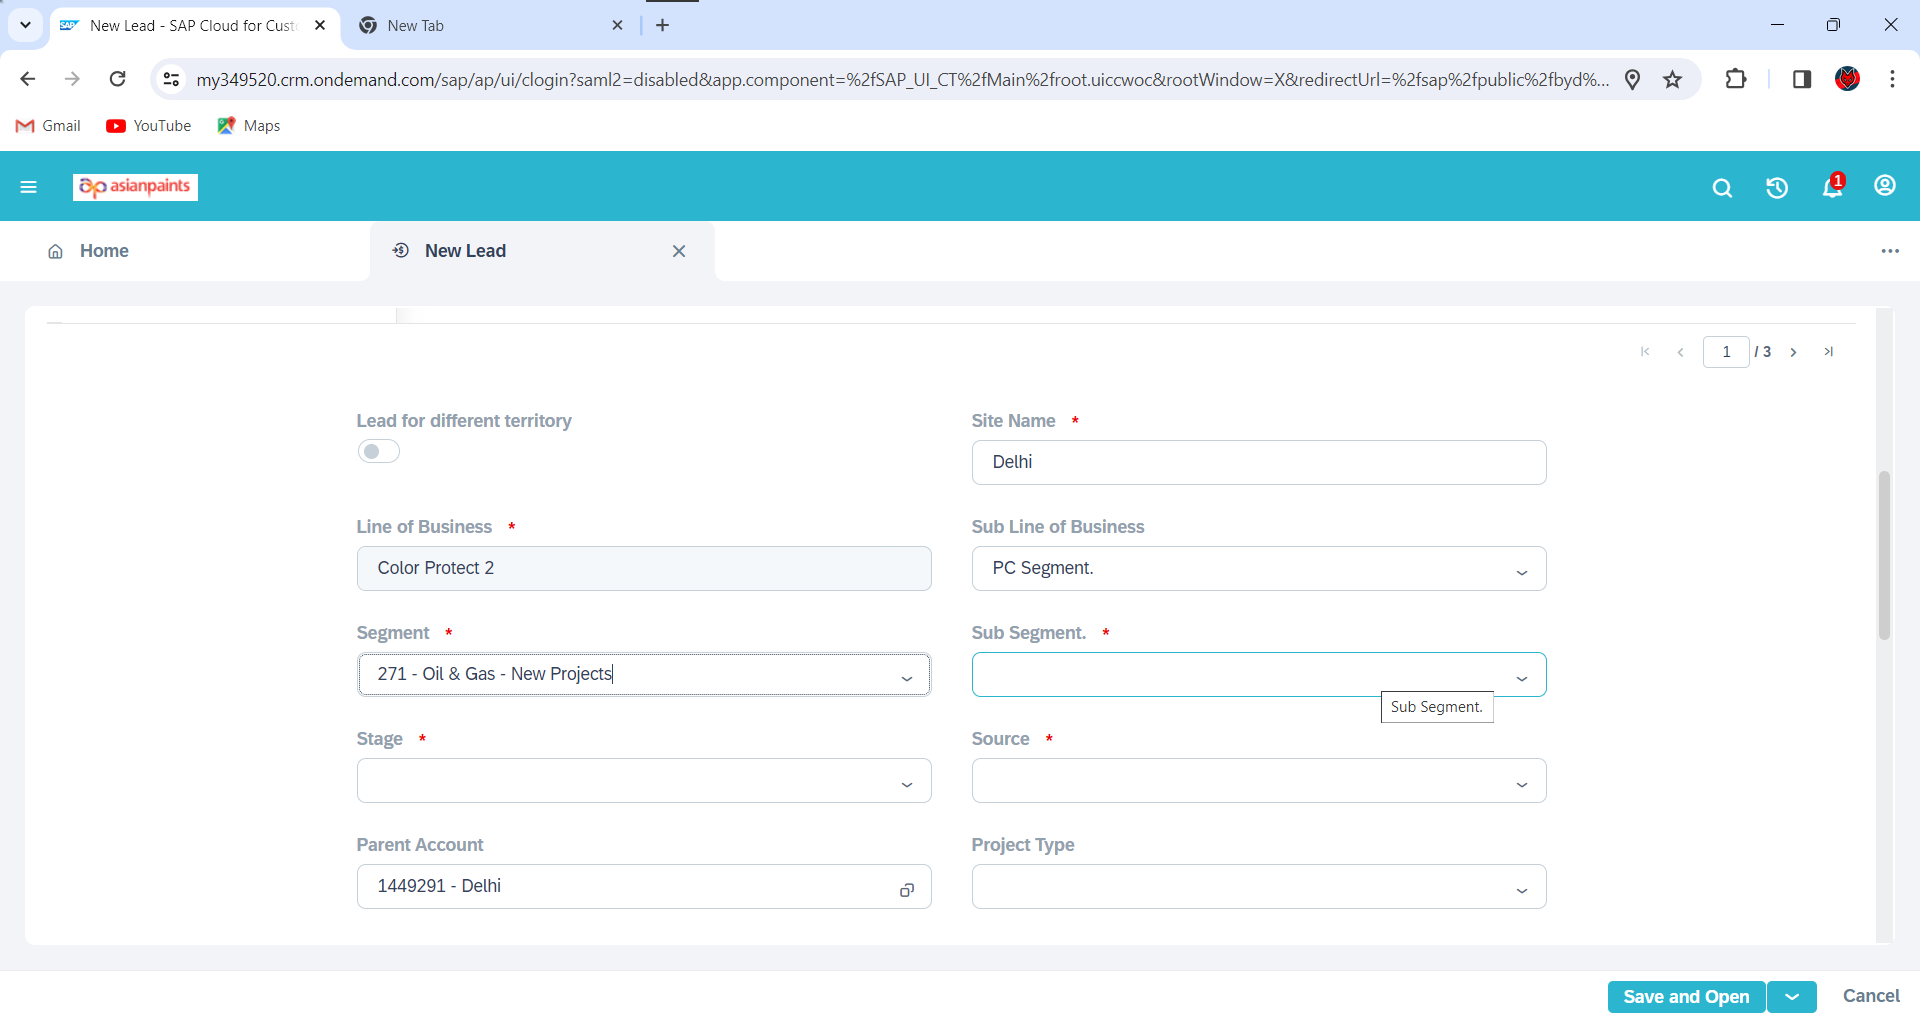 New Lead - SAP Cloud for Cust
New Tab
my349520.crm.ondemand.com/sap/ap/ui/clogin?saml2=disabled&app.component=%2fSAP_UI_CT%2fMain%2froot.uiccwoc&rootWindow=X&redirectUrl=%2fsap%2fpublic%2fbyd%...
Gmail
YouTube
Maps
asianpaints
1
Home
New Lead
1 / 3
Lead for different territory
Site Name *
Delhi
Line of Business *
Sub Line of Business
Color Protect 2
PC Segment.
Segment *
Sub Segment. *
271 - Oil & Gas - New Projects
Sub Segment.
Stage *
Source *
Parent Account
Project Type
1449291 - Delhi
Save and Open
Cancel